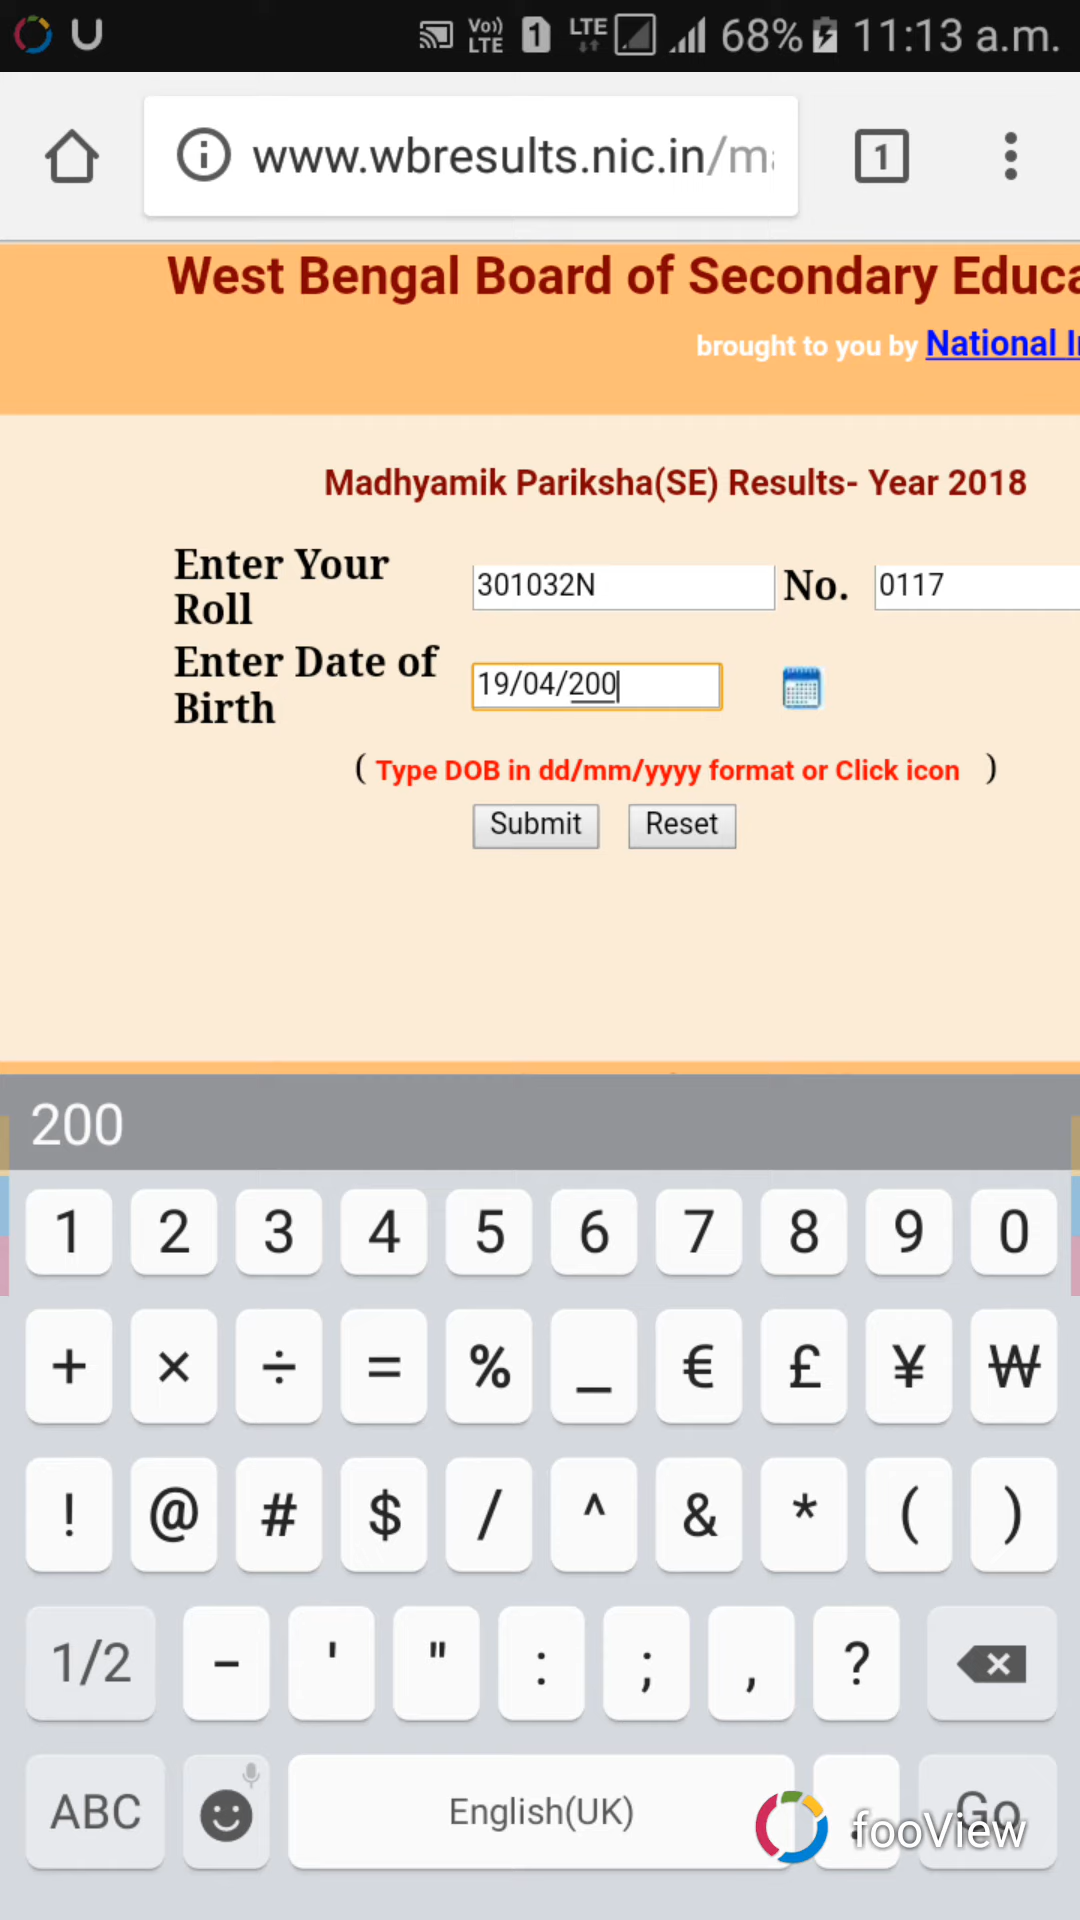 U Vo)) LTE 1 LTE 68% 11:13 a.m.
www.wbresults.nic.in/ma
1
West Bengal Board of Secondary Educa
brought to you by National I
Madhyamik Pariksha(SE) Results- Year 2018
Enter Your Roll 301032N No. 0117
Enter Date of Birth 19/04/200
( Type DOB in dd/mm/yyyy format or Click icon )
Submit Reset
200
1 2 3 4 5 6 7 8 9 0
+ × ÷ = % _ € £ ¥ ₩
! @ # $ / ^ & * ( )
1/2 - ' " : ; , ?
ABC English(UK) . Go
fooView